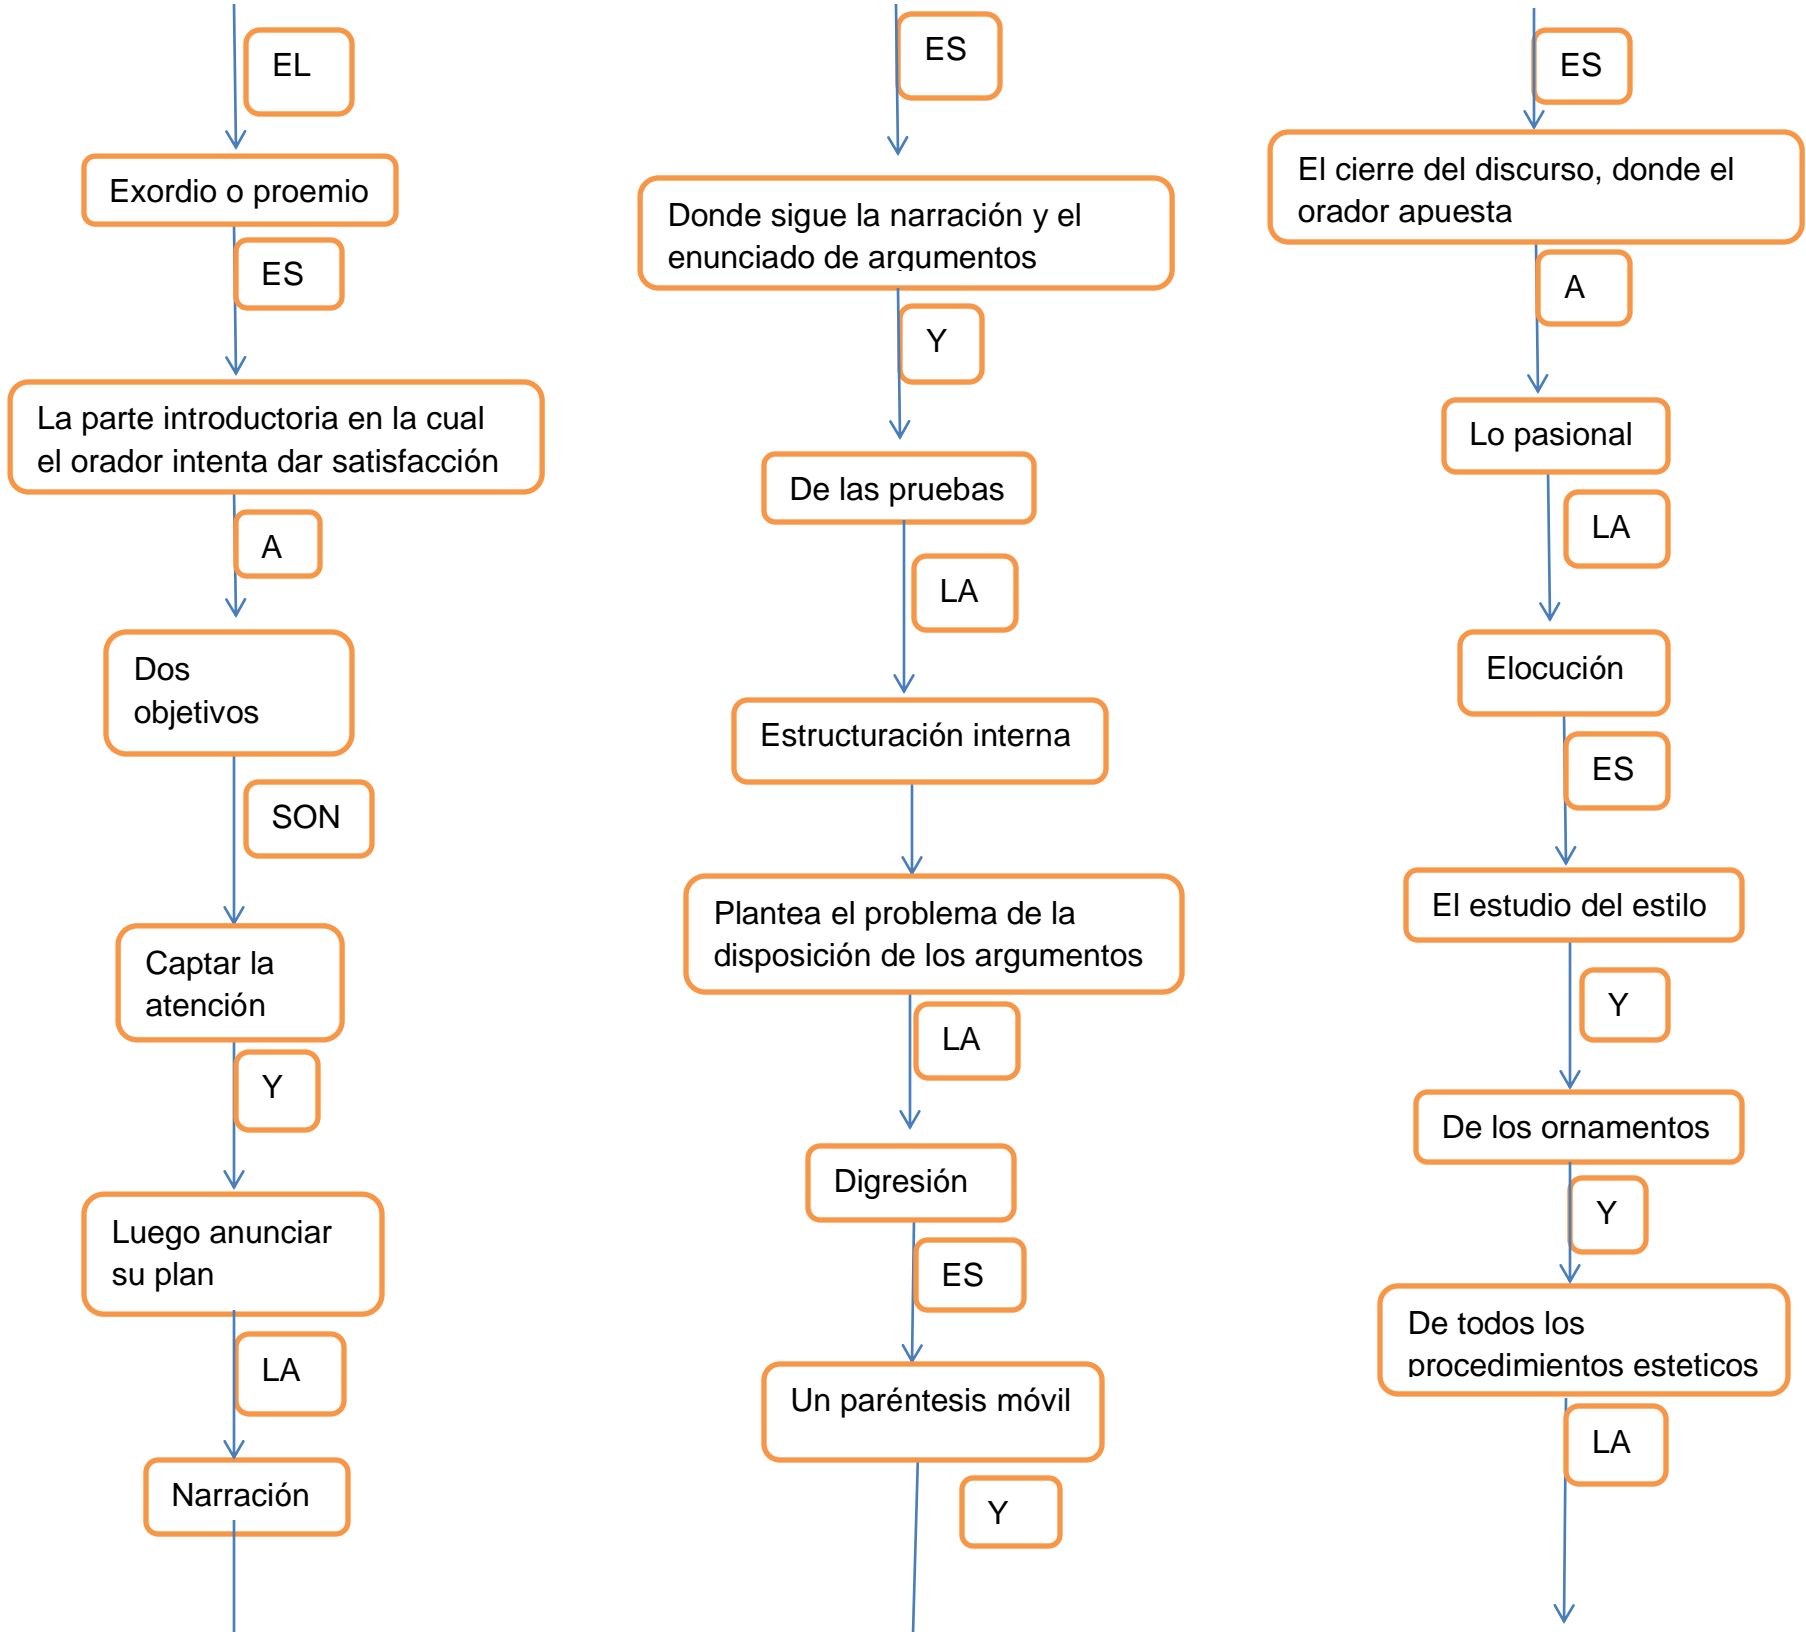 EL
Exordio o proemio
ES
La parte introductoria en la cual
el orador intenta dar satisfacción
A
Dos
objetivos
SON
Captar la
atención
Y
Luego anunciar
su plan
LA
Narración
ES
Donde sigue la narración y el
enunciado de argumentos
Y
De las pruebas
LA
Estructuración interna
Plantea el problema de la
disposición de los argumentos
LA
Digresión
ES
Un paréntesis móvil
Y
ES
El cierre del discurso, donde el
orador apuesta
A
Lo pasional
LA
Elocución
ES
El estudio del estilo
Y
De los ornamentos
Y
De todos los
procedimientos esteticos
LA